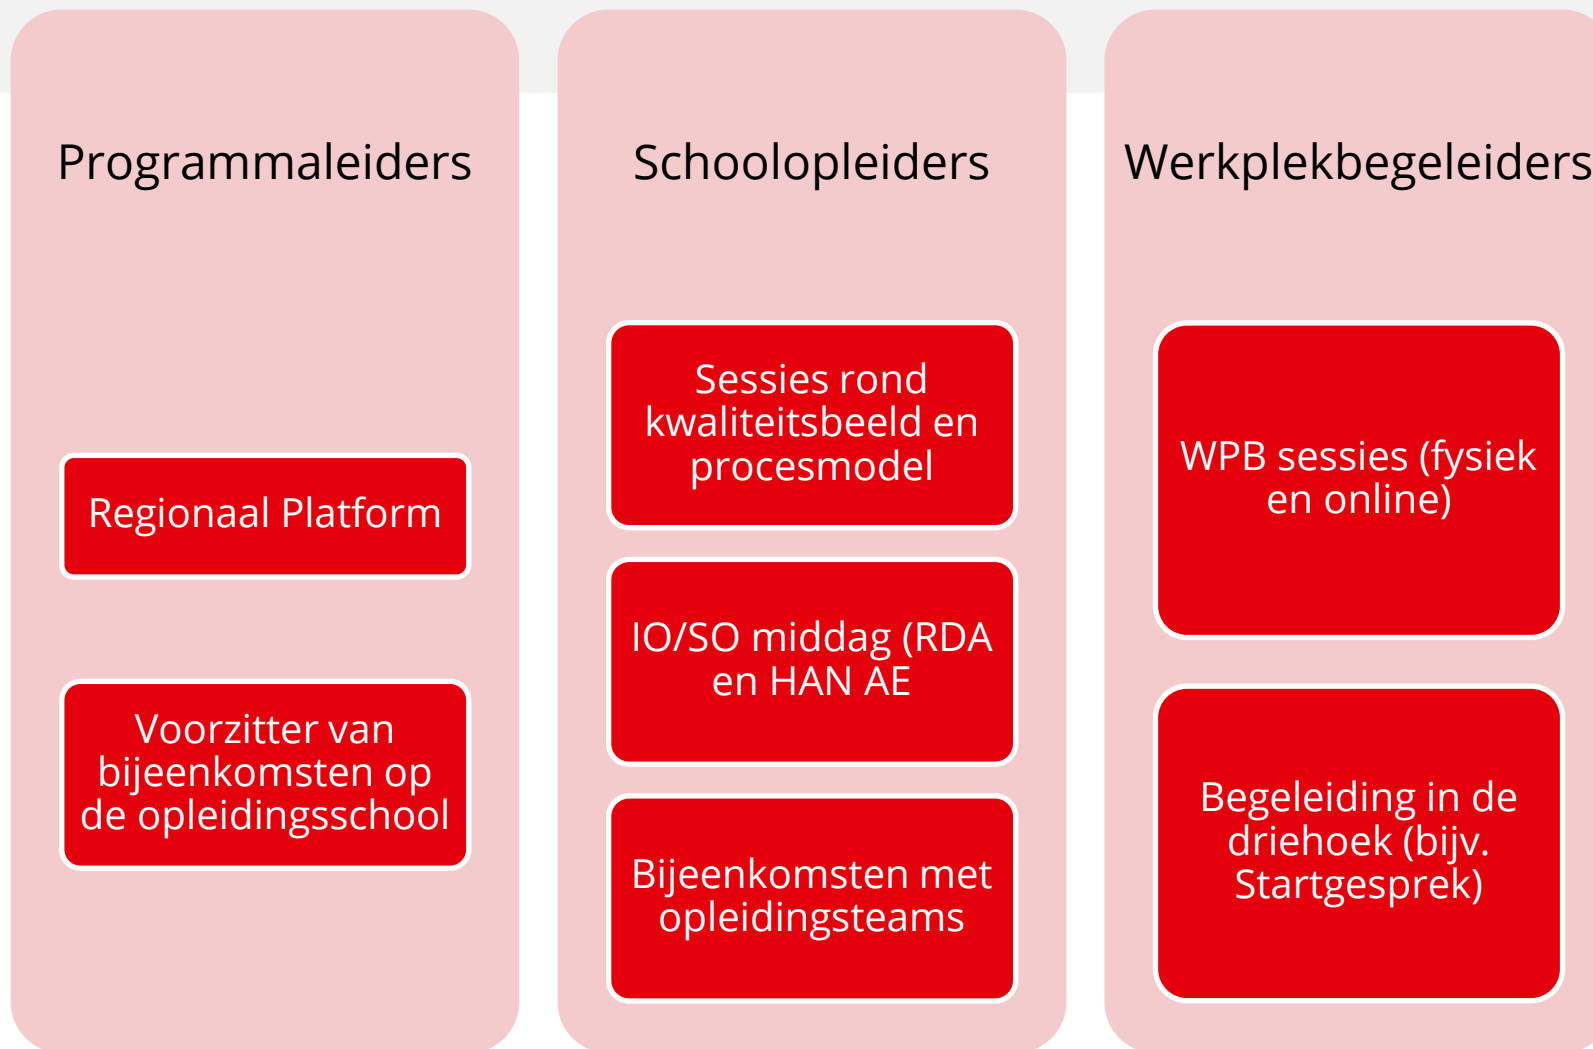 Programmaleiders
Regionaal Platform
Voorzitter van
bijeenkomsten op
de opleidingsschool
Schoolopleiders
Sessies rond
kwaliteitsbeeld en
procesmodel
IO/SO middag (RDA
en HAN AE
Bijeenkomsten met
opleidingsteams
Werkplekbegeleiders
WPB sessies (fysiek
en online)
Begeleiding in de
driehoek (bijv.
Startgesprek)